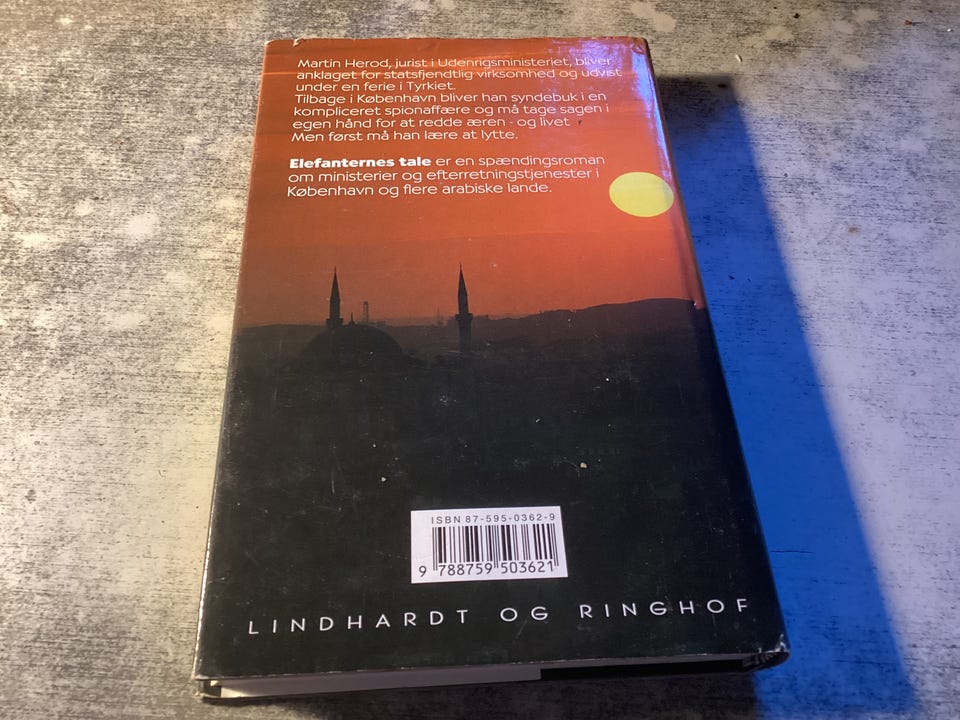 Martin Herod, jurist i Udenrigsministeriet, bliver
anklaget for statsfjendtlig virksomhed og udvist
under en ferie i Tyrkiet.
Tilbage i København bliver han syndebuk i en
kompliceret spionaffære og må tage sagen i
egen hånd for at redde æren - og livet
Men først må han lære at lytte.
Elefanternes tale er en spændingsroman
om ministerier og efterretningstjenester i
København og flere arabiske lande.
ISBN 87-595-0362-9
9 788759 503621
LINDHARDT OG RINGHOF